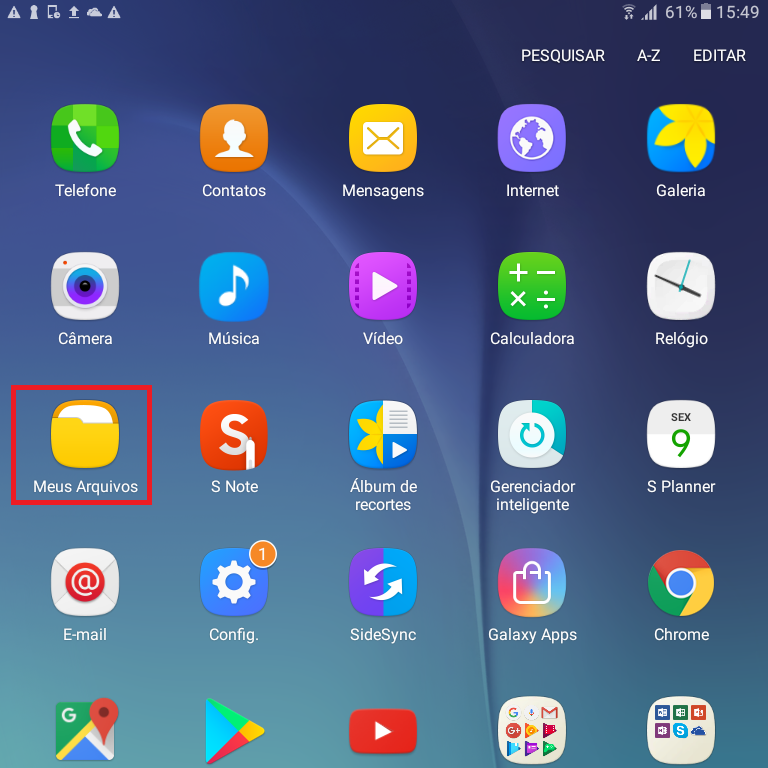 61% 15:49
PESQUISAR A-Z EDITAR
Telefone Contatos Mensagens Internet Galeria
Câmera Música Vídeo Calculadora Relógio
SEX
9
Meus Arquivos S Note Álbum de recortes Gerenciador inteligente S Planner
1
E-mail Config. SideSync Galaxy Apps Chrome